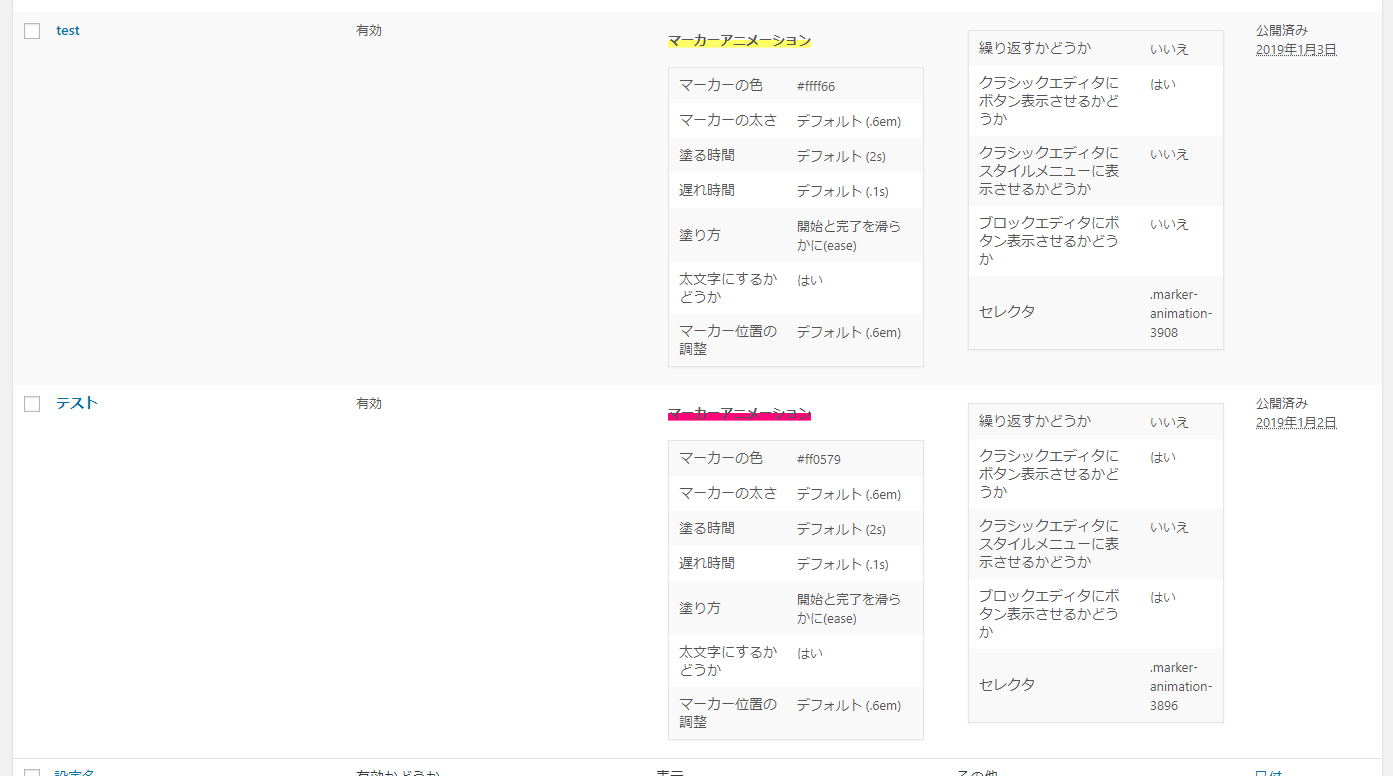 test
有効
マーカーアニメーション
マーカーの色 #ffff66
マーカーの太さ デフォルト (.6em)
塗る時間 デフォルト (2s)
遅れ時間 デフォルト (.1s)
塗り方 開始と完了を滑ら
かに(ease)
太文字にするか はい
どうか
マーカー位置の デフォルト (.6em)
調整
繰り返すかどうか いいえ
クラシックエディタに はい
ボタン表示させるかど
うか
クラシックエディタに いいえ
スタイルメニューに表
示させるかどうか
ブロックエディタにボ いいえ
タン表示させるかどう
か
セレクタ .marker-
animation-
3908
公開済み
2019年1月3日
テスト
有効
マーカーアニメーション
マーカーの色 #ff0579
マーカーの太さ デフォルト (.6em)
塗る時間 デフォルト (2s)
遅れ時間 デフォルト (.1s)
塗り方 開始と完了を滑ら
かに(ease)
太文字にするか はい
どうか
マーカー位置の デフォルト (.6em)
調整
繰り返すかどうか いいえ
クラシックエディタに はい
ボタン表示させるかど
うか
クラシックエディタに いいえ
スタイルメニューに表
示させるかどうか
ブロックエディタにボ はい
タン表示させるかどう
か
セレクタ .marker-
animation-
3896
公開済み
2019年1月2日
設定名 有効かどうか 表示 その他 日付